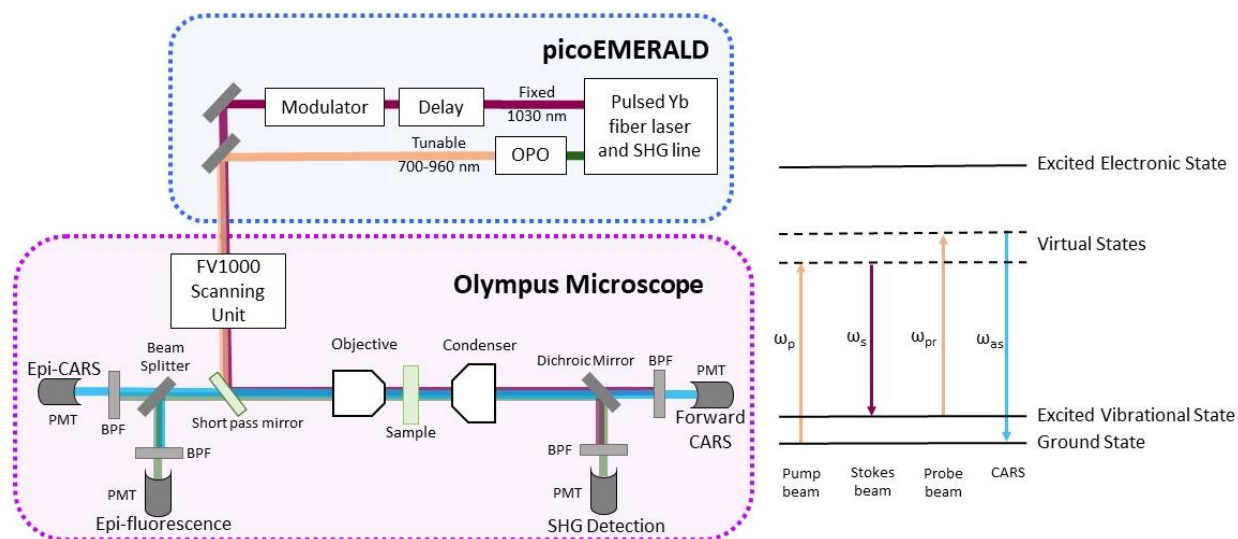 picoEMERALD
Modulator
Delay
Fixed
1030 nm
Pulsed Yb
fiber laser
and SHG line
Tunable
700-960 nm
OPO
Olympus Microscope
FV1000
Scanning
Unit
Epi-CARS
PMT
BPF
Beam
Splitter
Short pass mirror
Objective
Sample
Condenser
Dichroic Mirror
BPF
PMT
Forward
CARS
BPF
PMT
Epi-fluorescence
BPF
PMT
SHG Detection
Excited Electronic State
Virtual States
ωp
ωs
ωpr
ωas
Excited Vibrational State
Ground State
Pump
beam
Stokes
beam
Probe
beam
CARS